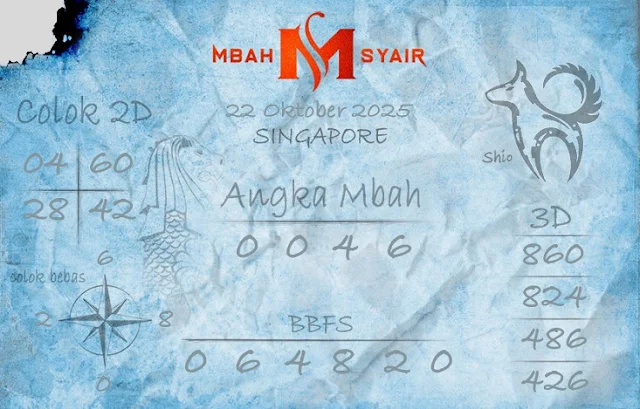 MBAH M SYAIR
Colok 2D
04 60
28 42
22 Oktober 2025
SINGAPORE
Angka Mbah
0 0 4 6
Shio
3D
860
824
486
426
colok bebas
6
2 8
0
BBFS
0 6 4 8 2 0